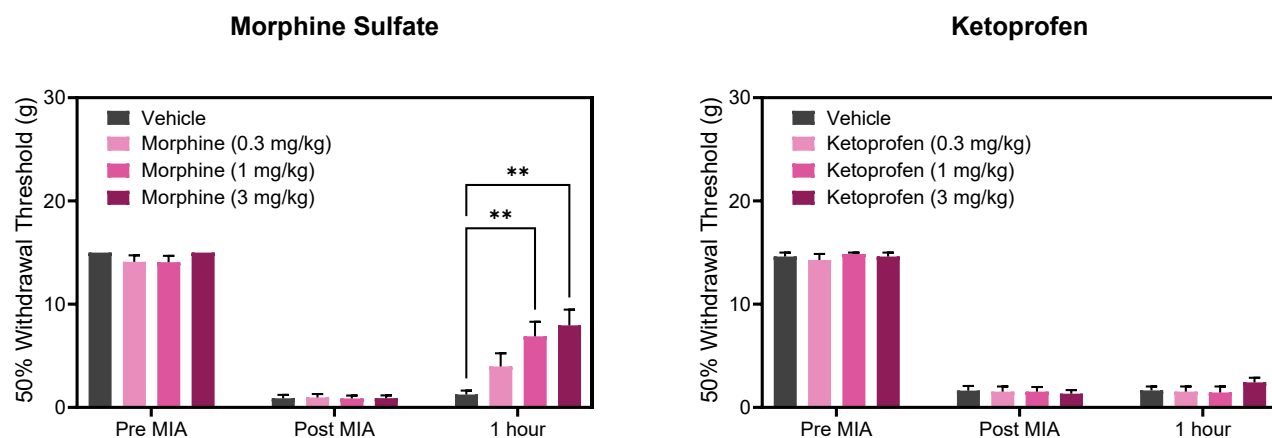 Morphine Sulfate
50% Withdrawal Threshold (g)
30
20
10
0
Vehicle
Morphine (0.3 mg/kg)
Morphine (1 mg/kg)
Morphine (3 mg/kg)
**
**
Pre MIA
Post MIA
1 hour
Ketoprofen
50% Withdrawal Threshold (g)
30
20
10
0
Vehicle
Ketoprofen (0.3 mg/kg)
Ketoprofen (1 mg/kg)
Ketoprofen (3 mg/kg)
Pre MIA
Post MIA
1 hour